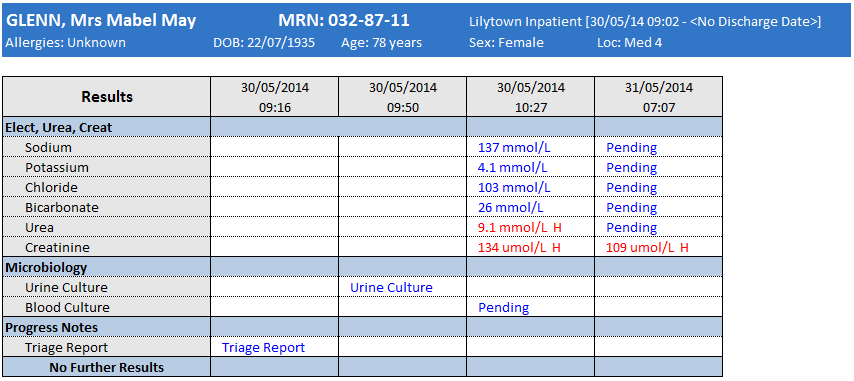 GLENN, Mrs Mabel May MRN: 032-87-11 Lilytown Inpatient [30/05/14 09:02 - <No Discharge Date>]
Allergies: Unknown DOB: 22/07/1935 Age: 78 years Sex: Female Loc: Med 4
Results 30/05/2014 09:16 30/05/2014 09:50 30/05/2014 10:27 31/05/2014 07:07
Elect, Urea, Creat
Sodium 137 mmol/L Pending
Potassium 4.1 mmol/L Pending
Chloride 103 mmol/L Pending
Bicarbonate 26 mmol/L Pending
Urea 9.1 mmol/L H Pending
Creatinine 134 umol/L H 109 umol/L H
Microbiology
Urine Culture Urine Culture
Blood Culture Pending
Progress Notes
Triage Report Triage Report
No Further Results